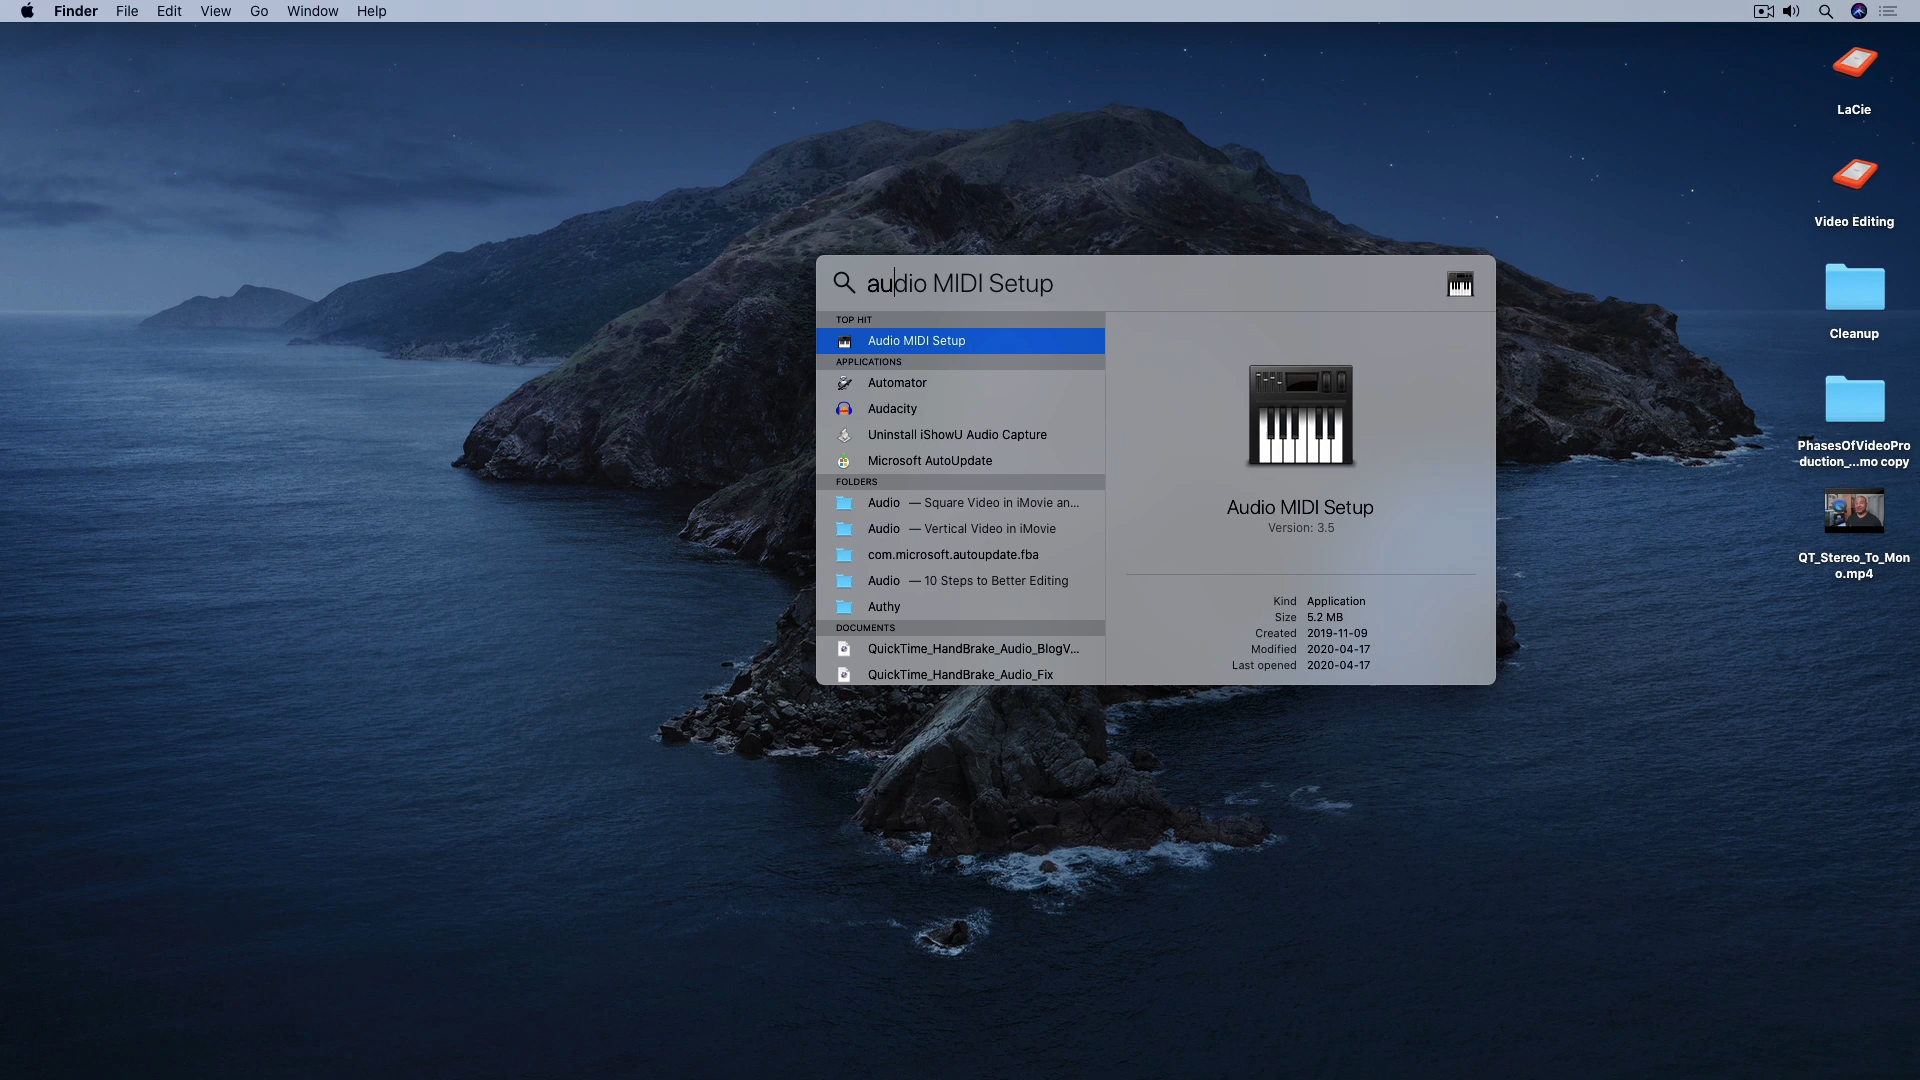 Finder File Edit View Go Window Help
LaCie
Video Editing
Cleanup
PhasesOfVideoPro
duction_...mo copy
QT_Stereo_To_Mon
o.mp4
audio MIDI Setup
TOP HIT
Audio MIDI Setup
APPLICATIONS
Automator
Audacity
Uninstall iShowU Audio Capture
Microsoft AutoUpdate
FOLDERS
Audio — Square Video in iMovie an...
Audio — Vertical Video in iMovie
com.microsoft.autoupdate.fba
Audio — 10 Steps to Better Editing
Authy
DOCUMENTS
QuickTime_HandBrake_Audio_BlogV...
QuickTime_HandBrake_Audio_Fix
Audio MIDI Setup
Version: 3.5
Kind Application
Size 5.2 MB
Created 2019-11-09
Modified 2020-04-17
Last opened 2020-04-17